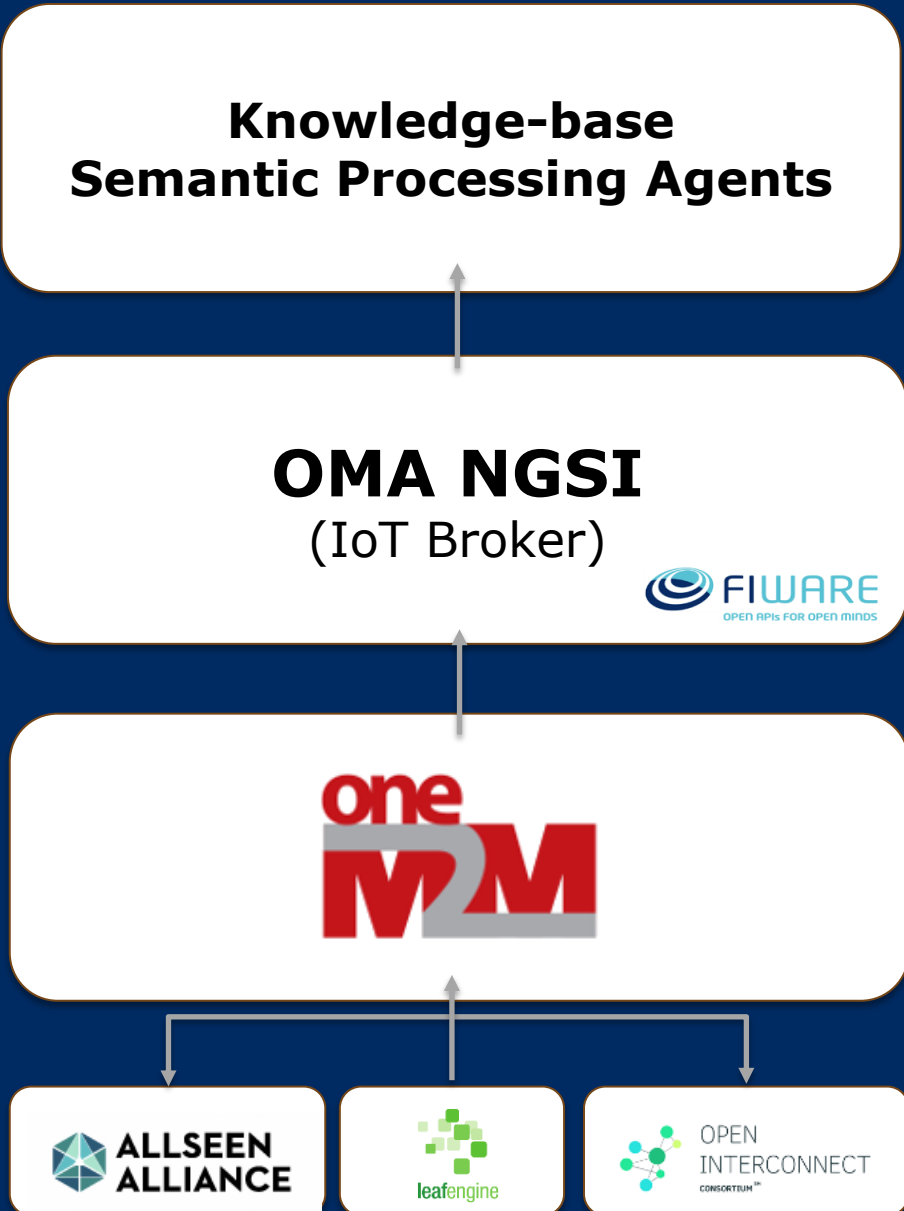 Knowledge-base
Semantic Processing Agents
OMA NGSI
(IoT Broker)
FIWARE
OPEN APIs FOR OPEN MINDS
one
M2M
ALLSEEN
ALLIANCE
leafengine
OPEN
INTERCONNECT
CONSORTIUM SM